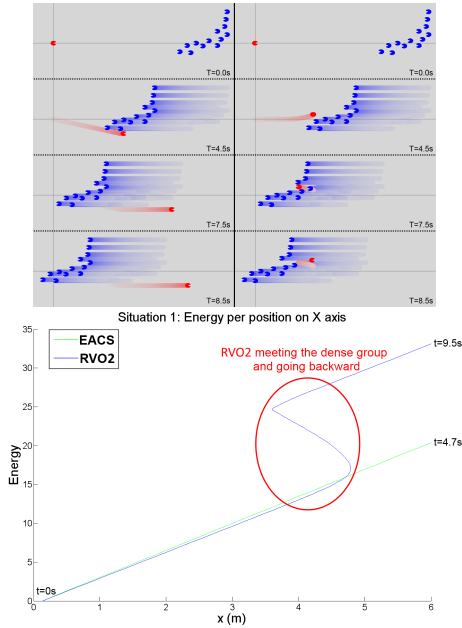 T=0.0s
T=0.0s
T=4.5s
T=4.5s
T=7.5s
T=7.5s
T=8.5s
T=8.5s
Situation 1: Energy per position on X axis
35
30
25
20
15
10
5
0
Energy
EACS
RVO2
RVO2 meeting the dense group
and going backward
t=9.5s
t=4.7s
t=0s
0
1
2
3
4
5
6
x (m)